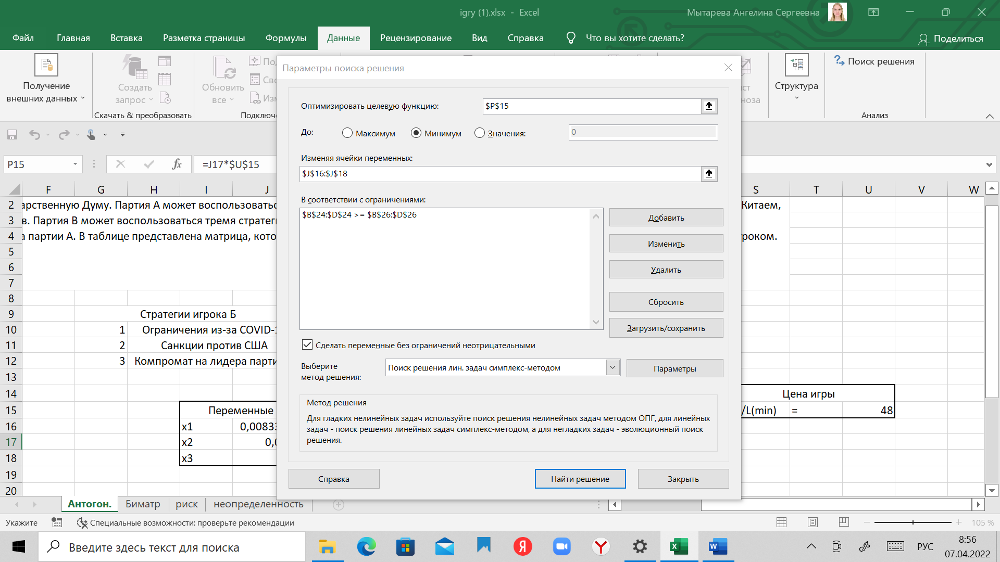 igry (1).xlsx - Excel
Мытарева Ангелина Сергеевна
Файл Главная Вставка Разметка страницы Формулы Данные Рецензирование Вид Справка Что вы хотите сделать? Поделиться
Получение внешних данных
Создать запрос
Скачать & преобразовать
Обновить все
Структура
Поиск решения
Анализ
P15
=J17*$U$15
F G H I J S T U V W
2 арственную Думу. Партия А может воспользоватьс Китаем,
3 в. Партия В может воспользоваться тремя стратег
4 а партии А. В таблице представлена матрица, кото роком.
5
6
7
8
9 Стратегии игрока Б
10 1 Ограничения из-за COVID-1
11 2 Санкции против США
12 3 Компромат на лидера парти
13
14 Цена игры
15 Переменные /L(min) = 48
16 x1 0,00833
17 x2 0,0
18 x3
19
20
Параметры поиска решения
Оптимизировать целевую функцию: $P$15
До: Максимум Минимум Значения: 0
Изменяя ячейки переменных:
$J$16:$J$18
В соответствии с ограничениями:
$B$24:$D$24 >= $B$26:$D$26
Добавить
Изменить
Удалить
Сбросить
Загрузить/сохранить
Сделать переменные без ограничений неотрицательными
Выберите
метод решения:
Поиск решения лин. задач симплекс-методом
Параметры
Метод решения
Для гладких нелинейных задач используйте поиск решения нелинейных задач методом ОПГ, для линейных
задач - поиск решения линейных задач симплекс-методом, а для негладких задач - эволюционный поиск
решения.
Справка Найти решение Закрыть
Антогон. Биматр риск неопределенность
Укажите Специальные возможности: проверьте рекомендации 105 %
Введите здесь текст для поиска
РУС
8:56
07.04.2022